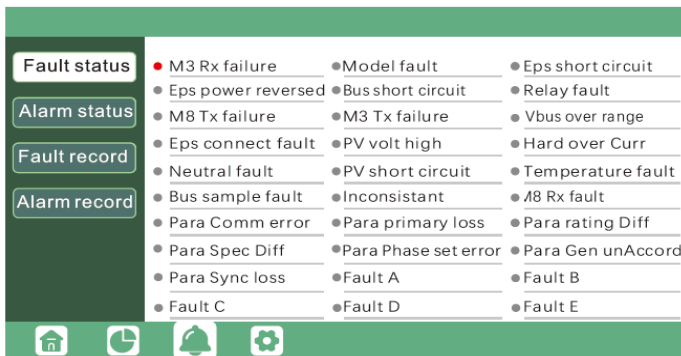 Fault status
Alarm status
Fault record
Alarm record
M3 Rx failure Model fault Eps short circuit
Eps power reversed Bus short circuit Relay fault
M8 Tx failure M3 Tx failure Vbus over range
Eps connect fault PV volt high Hard over Curr
Neutral fault PV short circuit Temperature fault
Bus sample fault Inconsistant M8 Rx fault
Para Comm error Para primary loss Para rating Diff
Para Spec Diff Para Phase set error Para Gen unAccord
Para Sync loss Fault A Fault B
Fault C Fault D Fault E